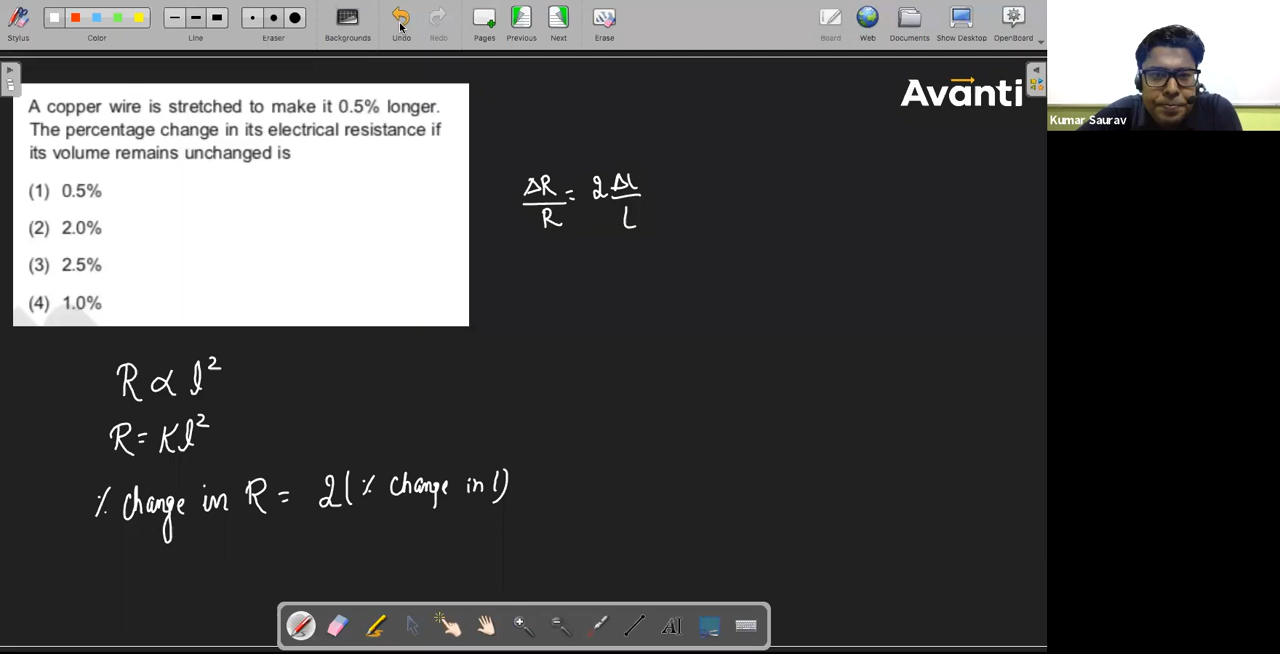 Stylus
Color
Line
Eraser
Backgrounds
Undo
Redo
Pages
Previous
Next
Erase
Board
Web
Documents
Show Desktop
OpenBoard
Avanti
Kumar Saurav
A copper wire is stretched to make it 0.5% longer.
The percentage change in its electrical resistance if
its volume remains unchanged is
(1) 0.5%
(2) 2.0%
(3) 2.5%
(4) 1.0%
ΔR/R = 2 Δl/l
R ∝ l²
R = Kl²
% change in R = 2(% change in l)
AI